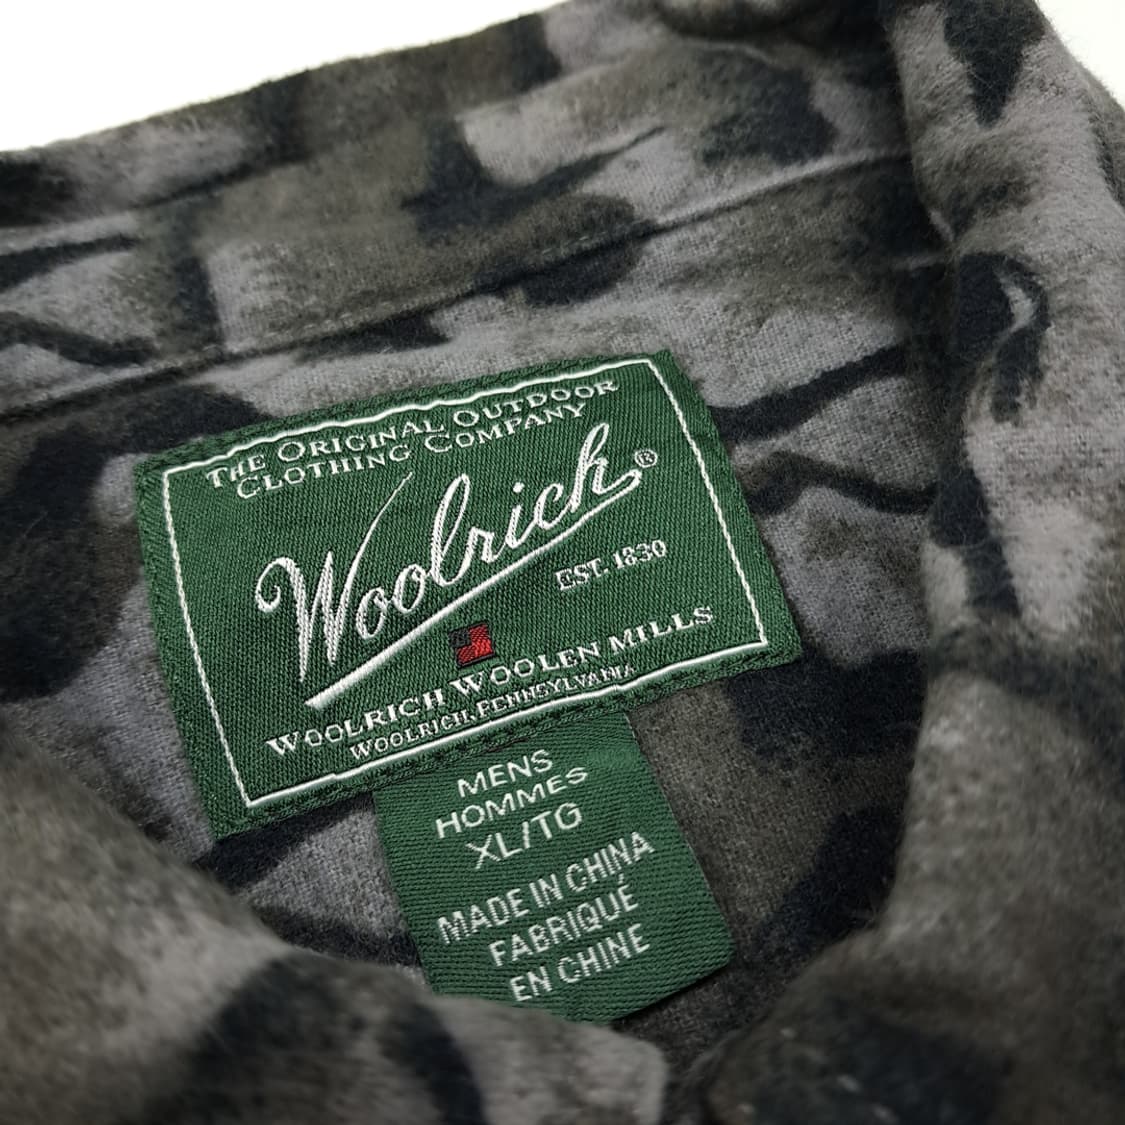 THE ORIGINAL OUTDOOR
CLOTHING COMPANY
Woolrich®
EST. 1830
WOOLRICH WOOLEN MILLS
WOOLRICH, PENNSYLVANIA
MENS
HOMMES
XL/TG
MADE IN CHINA
FABRIQUÉ
EN CHINE